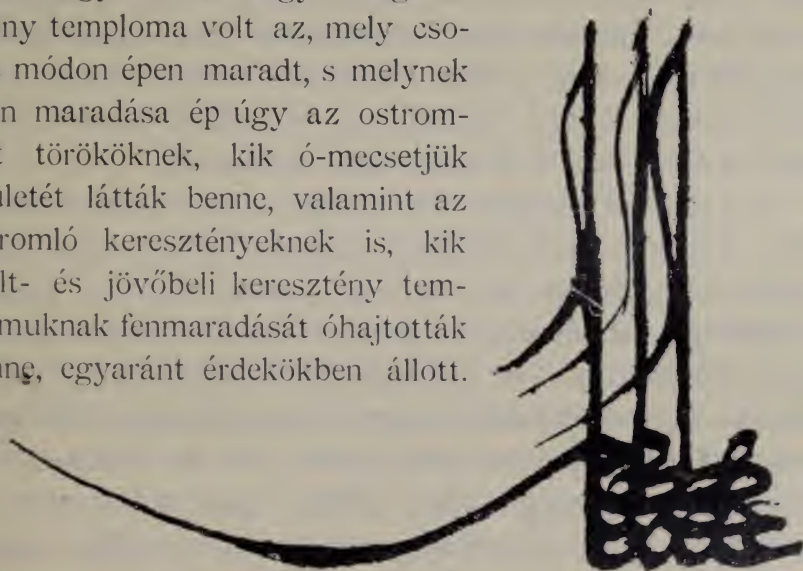 ny temploma volt az, mely cso-
módon épen maradt, s melynek
n maradása ép úgy az ostrom-
törököknek, kik ó-mecsetjük
letét látták benne, valamint az
romló keresztényeknek is, kik
lt- és jövőbeli keresztény tem-
muknak fenmaradását óhajtották
egyaránt érdekökben állott.